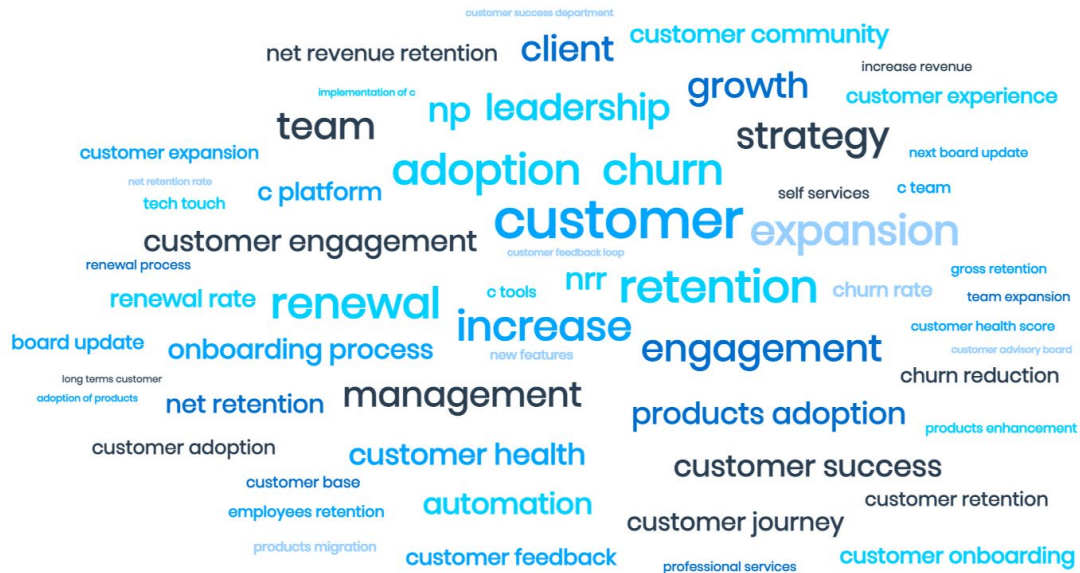 customer success department
net revenue retention client customer community
increase revenue
implementation of c np leadership growth customer experience
team strategy
customer expansion adoption churn next board update
net retention rate c platform self services c team
tech touch customer expansion
customer engagement customer feedback loop
renewal process nrr retention gross retention
renewal rate renewal c tools churn rate team expansion
increase customer health score
board update onboarding process new features engagement customer advisory board
long terms customer management churn reduction
adoption of products net retention products adoption
products enhancement
customer adoption customer health customer success
customer base
employees retention automation customer retention
customer journey
products migration customer feedback customer onboarding
professional services